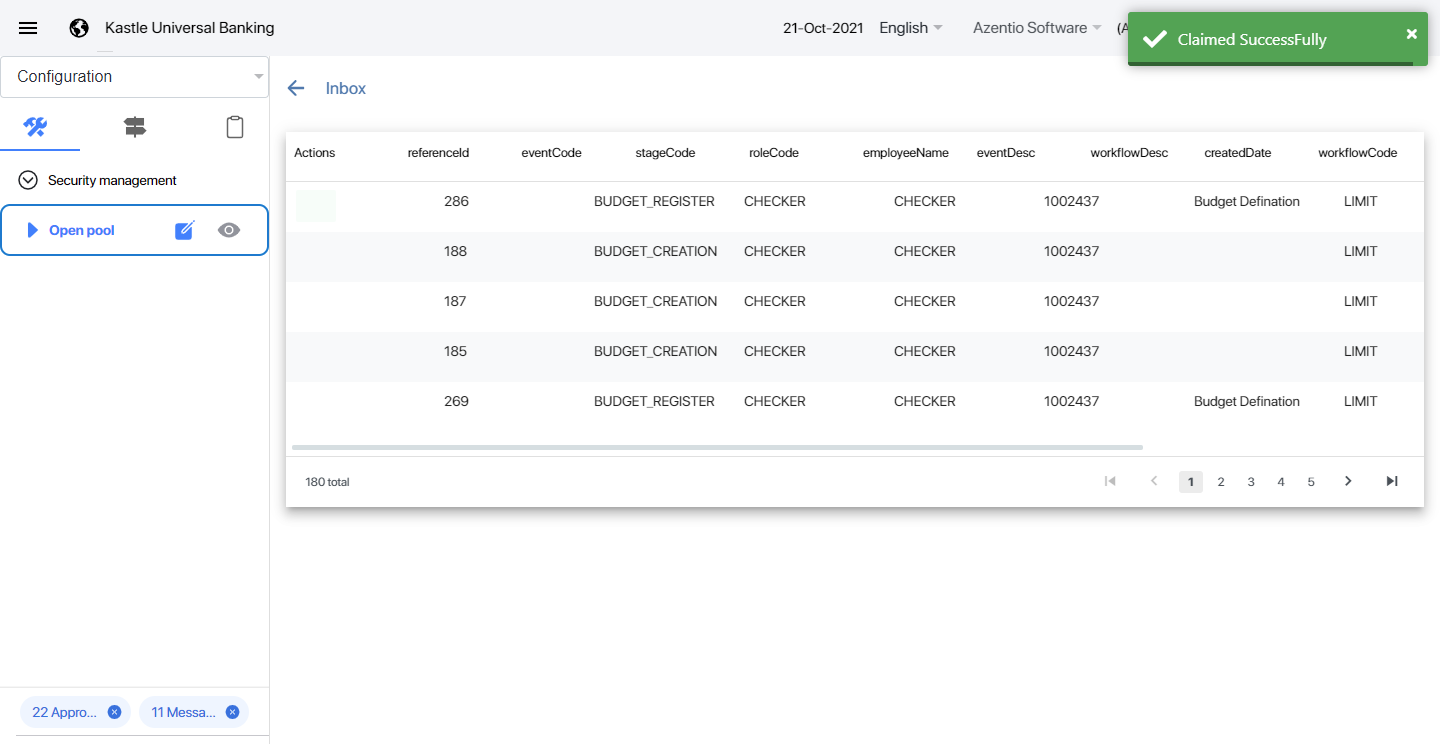 Kastle Universal Banking
21-Oct-2021 English Azentio Software (A
Claimed SuccessFully
Configuration
Inbox
Security management
Open pool
Actions referenceId eventCode stageCode roleCode employeeName eventDesc workflowDesc createdDate workflowCode
286 BUDGET_REGISTER CHECKER CHECKER 1002437 Budget Defination LIMIT
188 BUDGET_CREATION CHECKER CHECKER 1002437 LIMIT
187 BUDGET_CREATION CHECKER CHECKER 1002437 LIMIT
185 BUDGET_CREATION CHECKER CHECKER 1002437 LIMIT
269 BUDGET_REGISTER CHECKER CHECKER 1002437 Budget Defination LIMIT
180 total 1 2 3 4 5
22 Appro... 11 Messa...